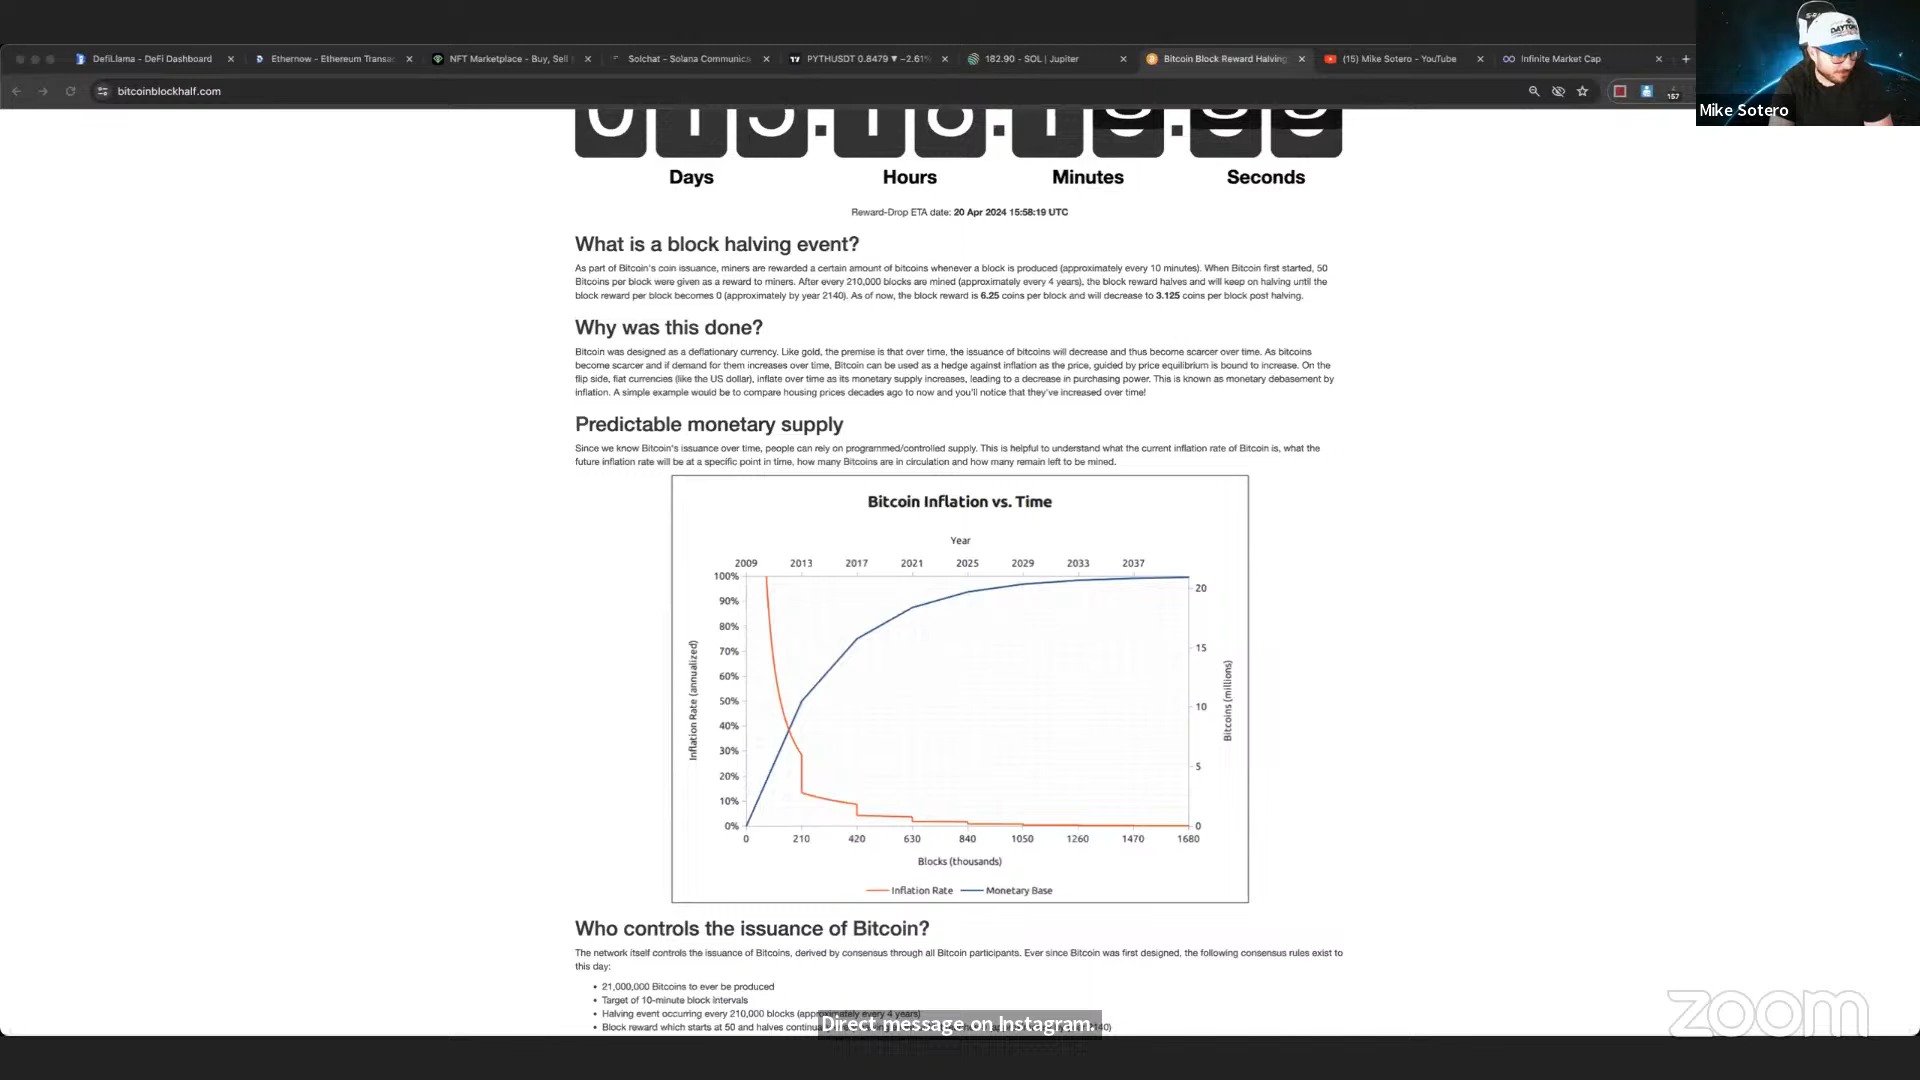 DefiLlama - DeFi Dashboard
Ethernow - Ethereum Transac
NFT Marketplace - Buy, Sell
Solchat - Solana Communica
PYTHUSDT 0.8479 ▼ −2.61%
182.90 - SOL | Jupiter
Bitcoin Block Reward Halving
(15) Mike Sotero - YouTube
Infinite Market Cap
bitcoinblockhalf.com
157
Mike Sotero
Days Hours Minutes Seconds
Reward-Drop ETA date: 20 Apr 2024 15:58:19 UTC
What is a block halving event?
As part of Bitcoin's coin issuance, miners are rewarded a certain amount of bitcoins whenever a block is produced (approximately every 10 minutes). When Bitcoin first started, 50
Bitcoins per block were given as a reward to miners. After every 210,000 blocks are mined (approximately every 4 years), the block reward halves and will keep on halving until the
block reward per block becomes 0 (approximately by year 2140). As of now, the block reward is 6.25 coins per block and will decrease to 3.125 coins per block post halving.
Why was this done?
Bitcoin was designed as a deflationary currency. Like gold, the premise is that over time, the issuance of bitcoins will decrease and thus become scarcer over time. As bitcoins
become scarcer and if demand for them increases over time, Bitcoin can be used as a hedge against inflation as the price, guided by price equilibrium is bound to increase. On the
flip side, fiat currencies (like the US dollar), inflate over time as its monetary supply increases, leading to a decrease in purchasing power. This is known as monetary debasement by
inflation. A simple example would be to compare housing prices decades ago to now and you'll notice that they've increased over time!
Predictable monetary supply
Since we know Bitcoin's issuance over time, people can rely on programmed/controlled supply. This is helpful to understand what the current inflation rate of Bitcoin is, what the
future inflation rate will be at a specific point in time, how many Bitcoins are in circulation and how many remain left to be mined.
Bitcoin Inflation vs. Time
Year
2009 2013 2017 2021 2025 2029 2033 2037
100%
90%
80%
70%
60%
50%
40%
30%
20%
10%
0%
Inflation Rate (annualized)
20
15
10
5
0
Bitcoins (millions)
0 210 420 630 840 1050 1260 1470 1680
Blocks (thousands)
Inflation Rate Monetary Base
Who controls the issuance of Bitcoin?
The network itself controls the issuance of Bitcoins, derived by consensus through all Bitcoin participants. Ever since Bitcoin was first designed, the following consensus rules exist to
this day:
• 21,000,000 Bitcoins to ever be produced
• Target of 10-minute block intervals
• Halving event occurring every 210,000 blocks (approximately every 4 years)
• Block reward which starts at 50 and halves continua 140)
Direct message on Instagram.
zoom